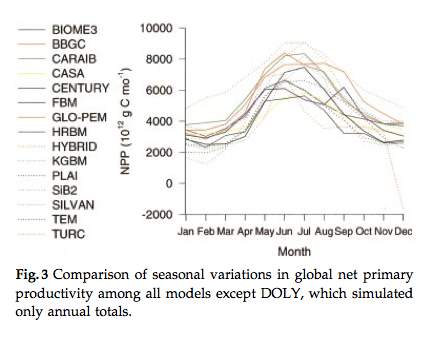 BIOME3
BBGC
CARAIB
CASA
CENTURY
FBM
GLO-PEM
HRBM
HYBRID
KGBM
PLAI
SiB2
SILVAN
TEM
TURC
NPP (10¹² g C mo⁻¹)
10000
8000
6000
4000
2000
0
-2000
Jan Feb Mar Apr May Jun Jul Aug Sep Oct Nov Dec
Month
Fig. 3 Comparison of seasonal variations in global net primary
productivity among all models except DOLY, which simulated
only annual totals.